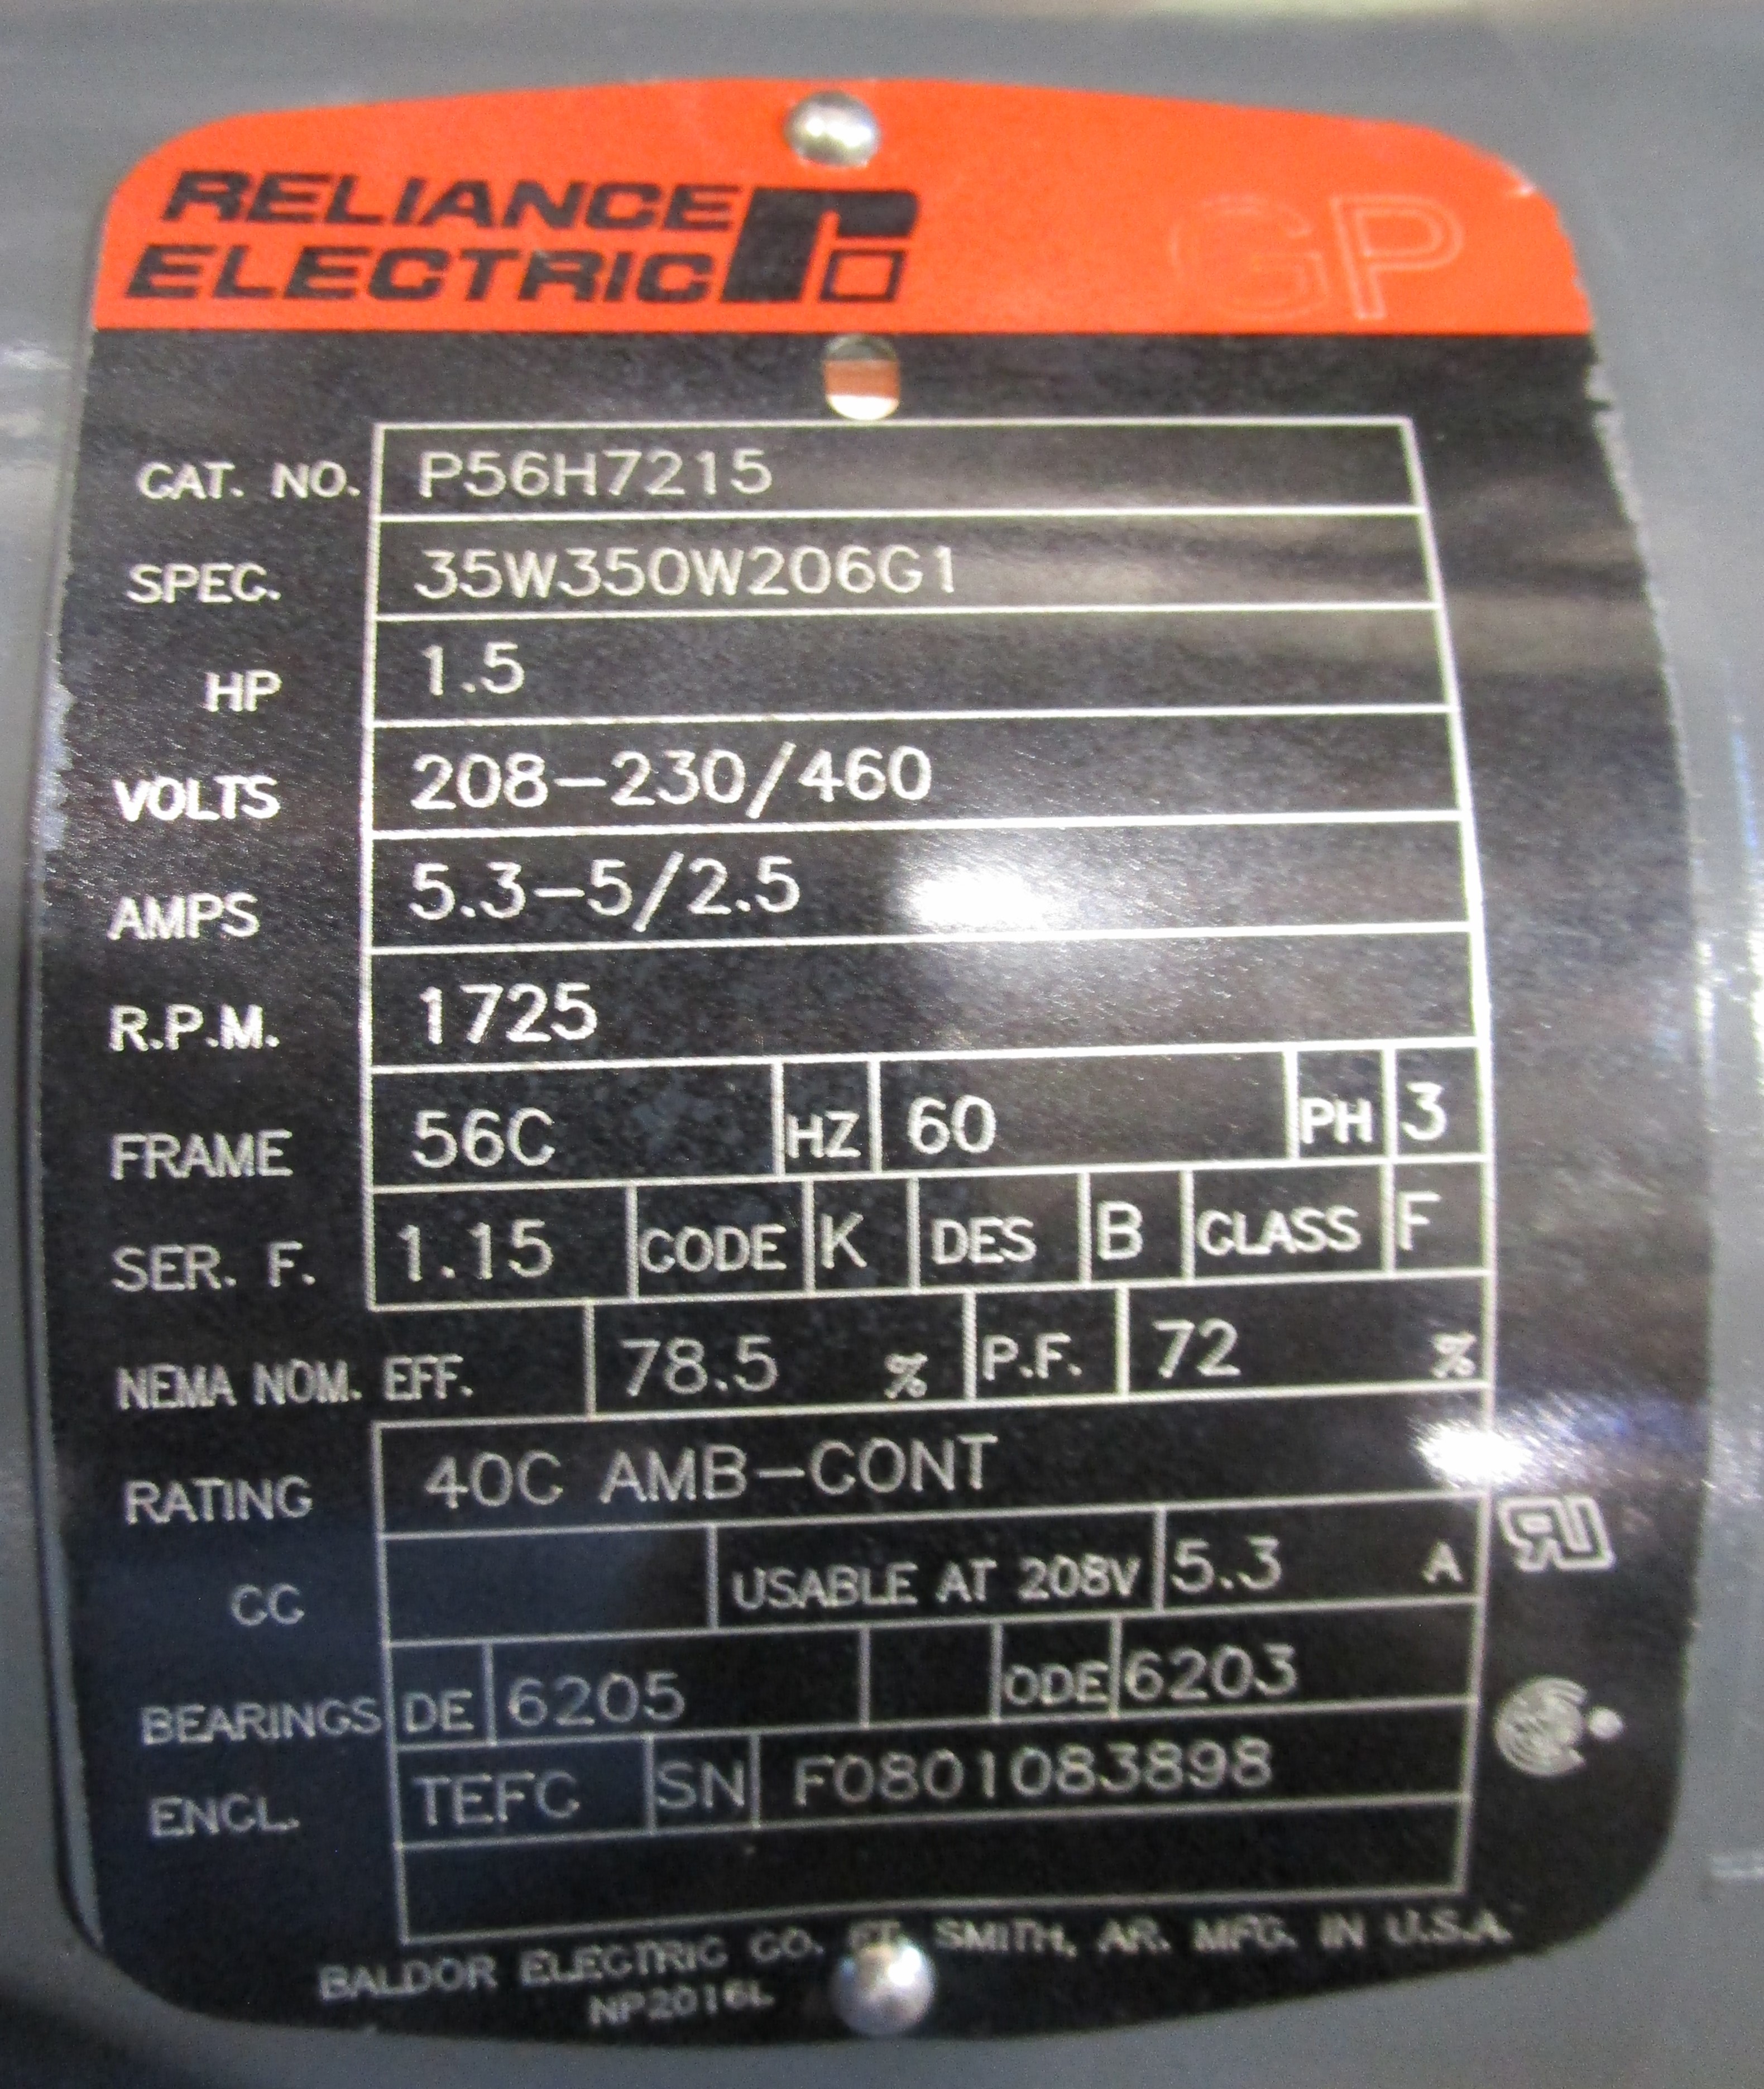 RELIANCE
ELECTRIC
GP
CAT. NO. P56H7215
SPEC. 35W350W206G1
HP 1.5
VOLTS 208-230/460
AMPS 5.3-5/2.5
R.P.M. 1725
FRAME 56C HZ 60 PH 3
SER. F. 1.15 CODE K DES B CLASS F
NEMA NOM. EFF. 78.5 % P.F. 72 %
RATING 40C AMB-CONT
CC USABLE AT 208V 5.3 A
BEARINGS DE 6205 ODE 6203
ENCL. TEFC SN F0801083898
BALDOR ELECTRIC CO. FT. SMITH, AR. MFG. IN U.S.A.
NP2016L